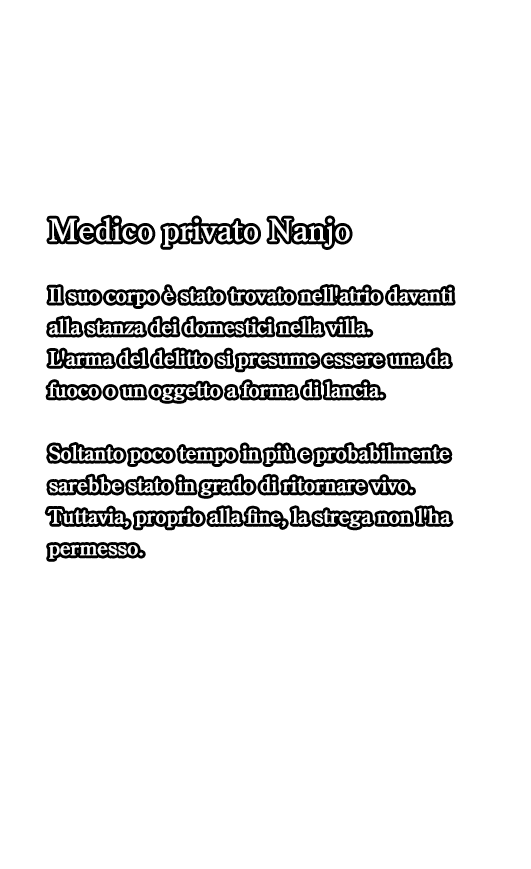 Medico privato Nanjo
Il suo corpo è stato trovato nell'atrio davanti
alla stanza dei domestici nella villa.
L'arma del delitto si presume essere una da
fuoco o un oggetto a forma di lancia.
Soltanto poco tempo in più e probabilmente
sarebbe stato in grado di ritornare vivo.
Tuttavia, proprio alla fine, la strega non l'ha
permesso.